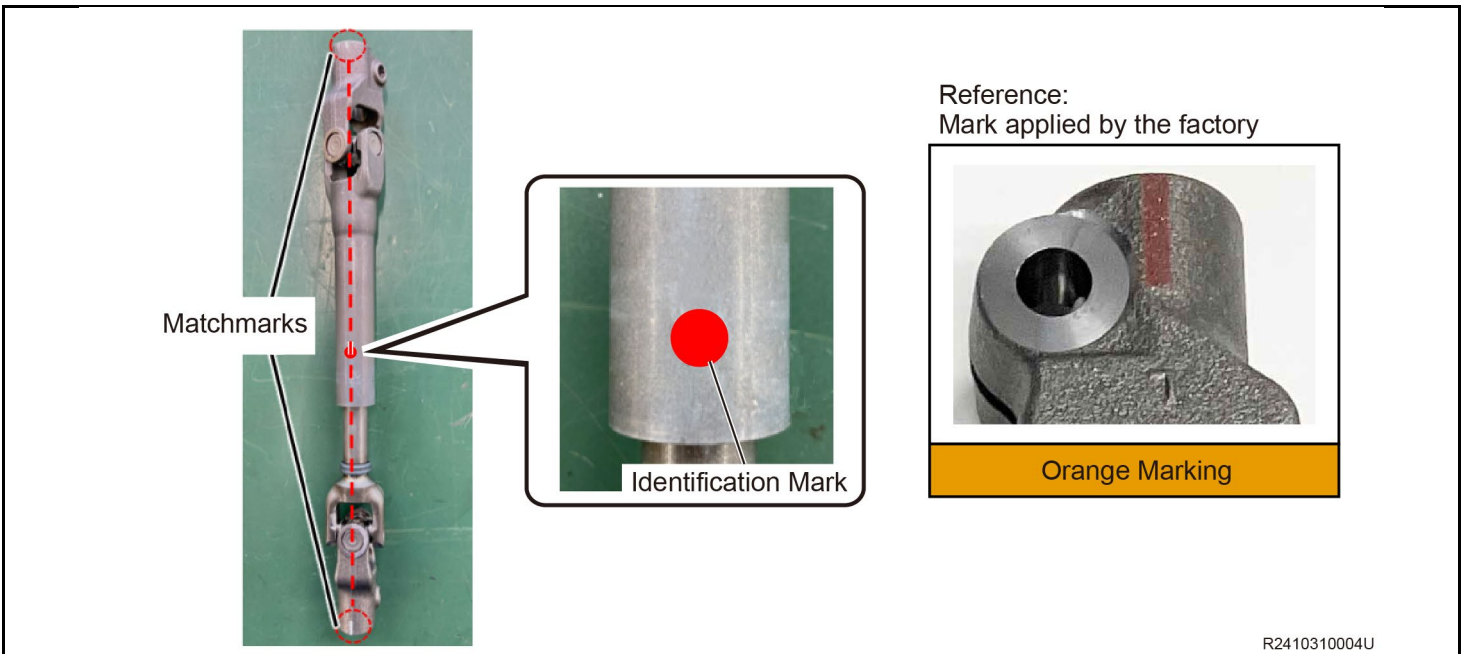 Matchmarks
Identification Mark
Reference:
Mark applied by the factory
Orange Marking
R2410310004U